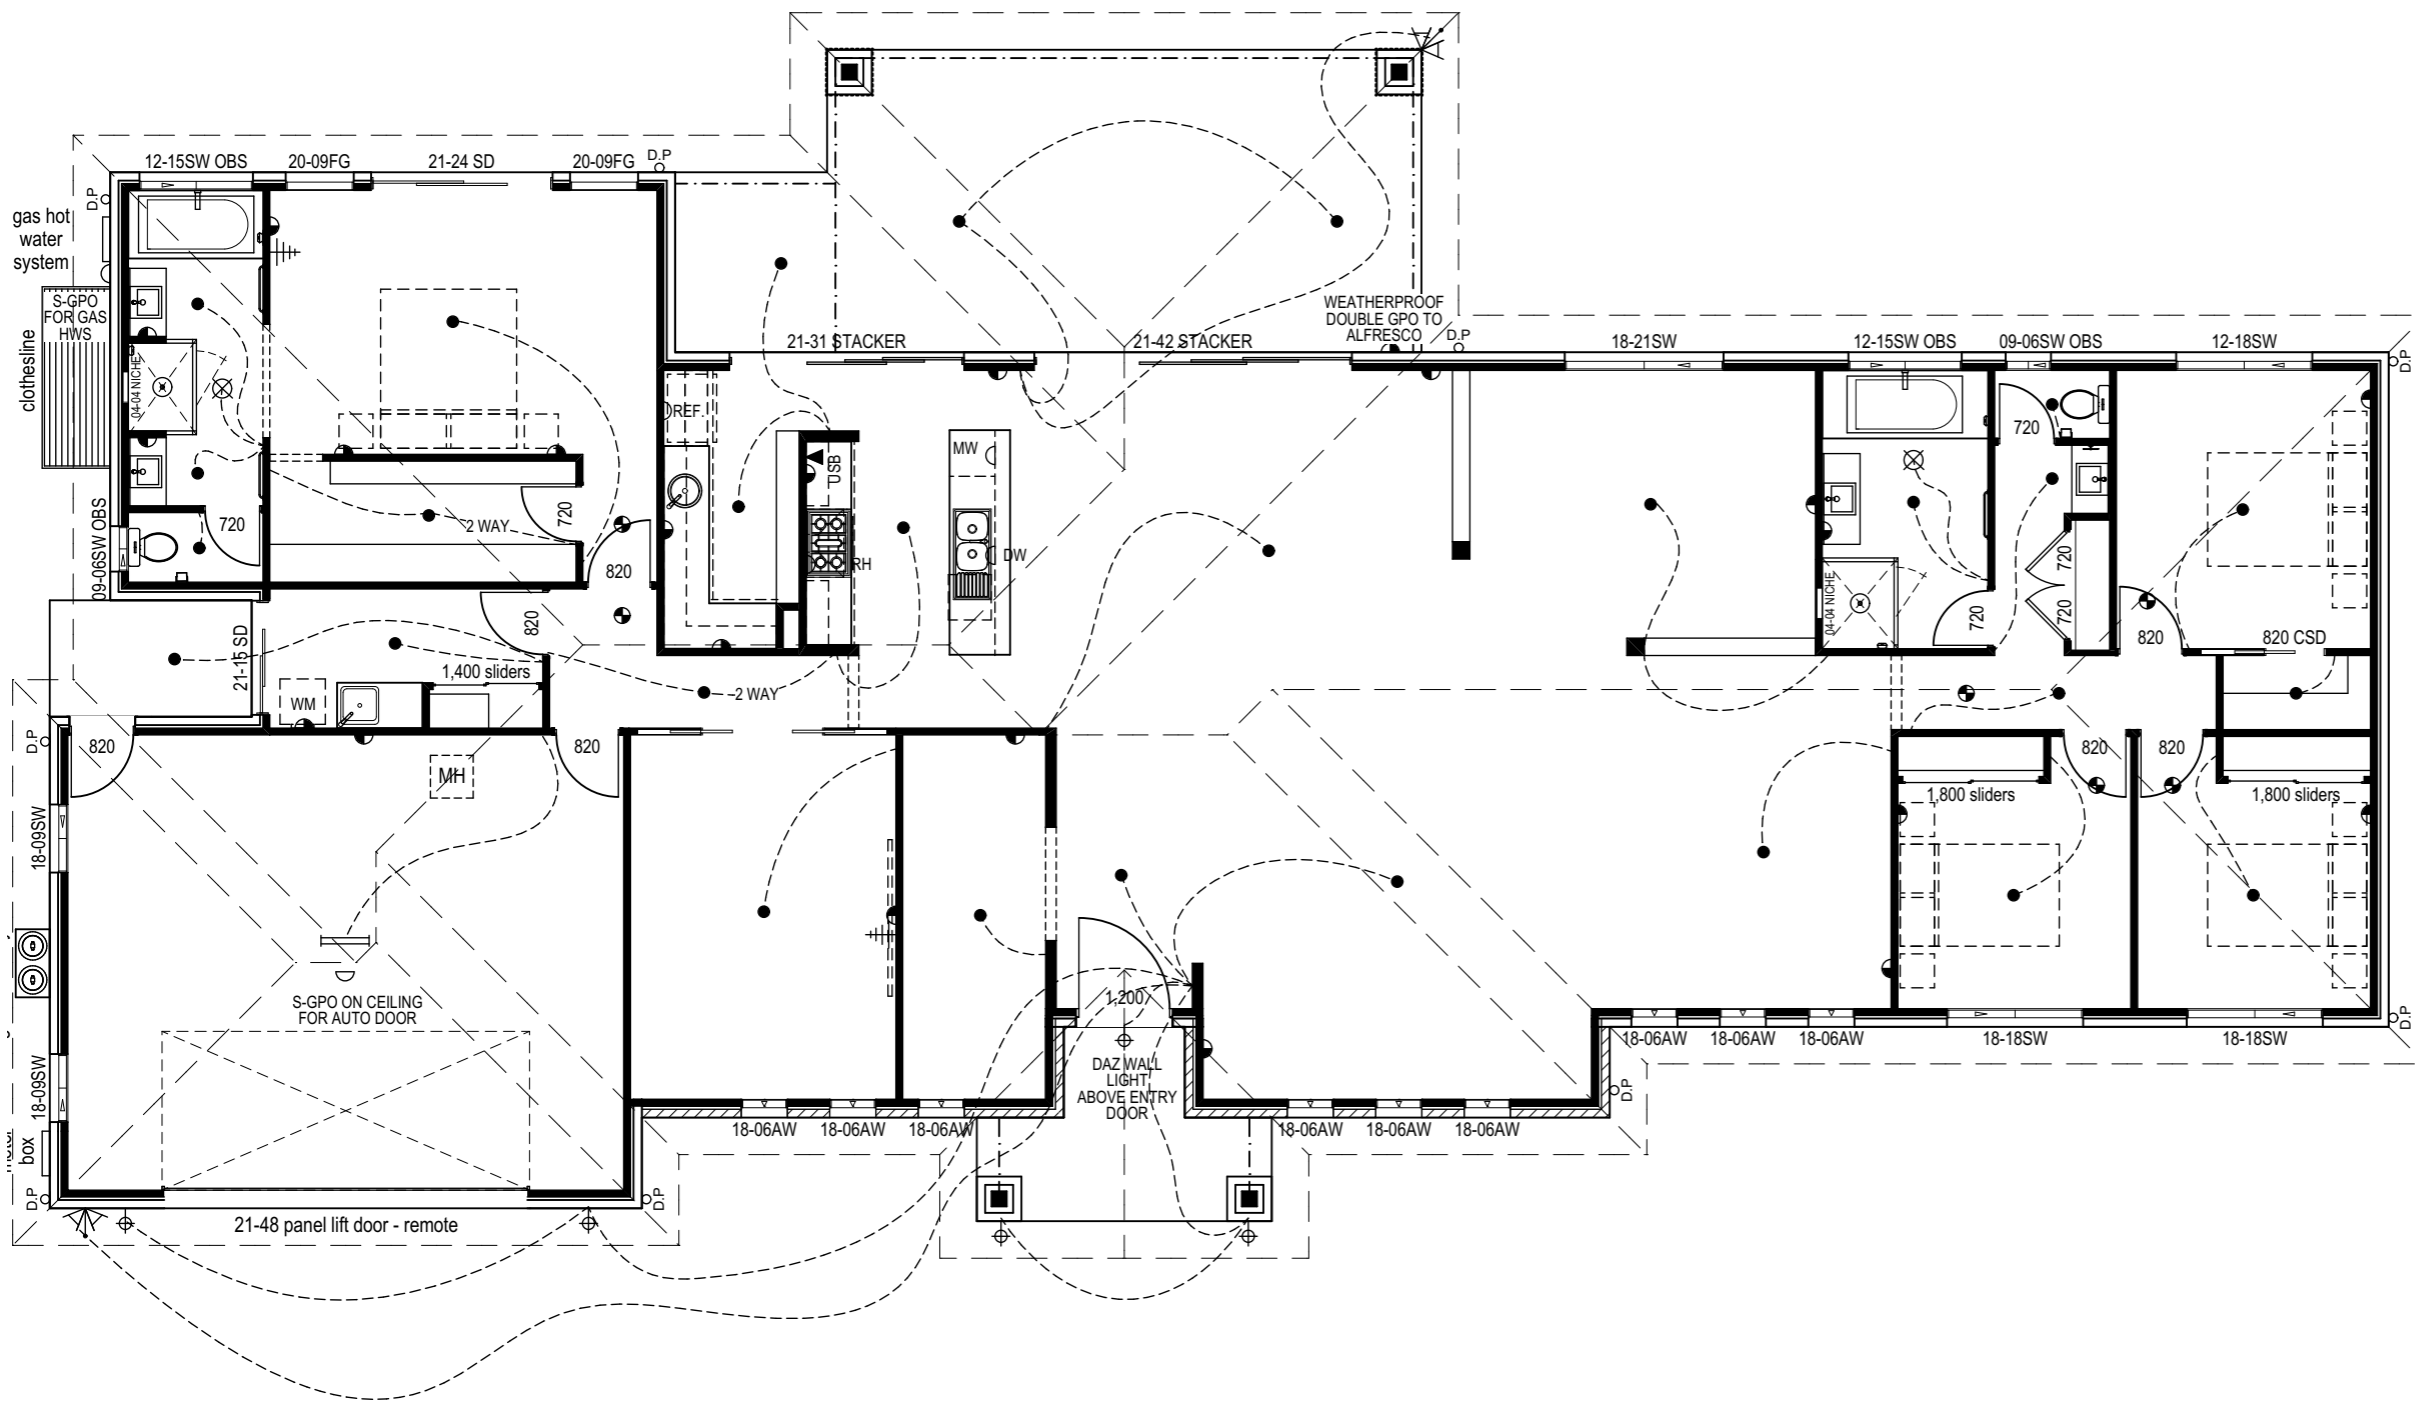 12-15SW OBS
20-09FG
21-24 SD
20-09FG
D.P
D.P
gas hot
water
system
S-GPO
FOR GAS
HWS
clothesline
04-04 NICHE
09-06SW OBS
720
2 WAY
720
820
REF.
USB
RH
MW
DW
21-31 STACKER
21-42 STACKER
WEATHERPROOF
DOUBLE GPO TO
ALFRESCO
D.P
18-21SW
12-15SW OBS
09-06SW OBS
12-18SW
D.P
720
04-04 NICHE
720
720
720
820
820 CSD
21-15 SD
WM
1,400 sliders
820
2 WAY
D.P
820
820
MH
18-09SW
S-GPO ON CEILING
FOR AUTO DOOR
18-09SW
box
D.P
21-48 panel lift door - remote
D.P
18-06AW
18-06AW
18-06AW
1,200
DAZ WALL
LIGHT
ABOVE ENTRY
DOOR
18-06AW
18-06AW
18-06AW
D.P
820
820
1,800 sliders
1,800 sliders
18-06AW
18-06AW
18-06AW
18-18SW
18-18SW
D.P